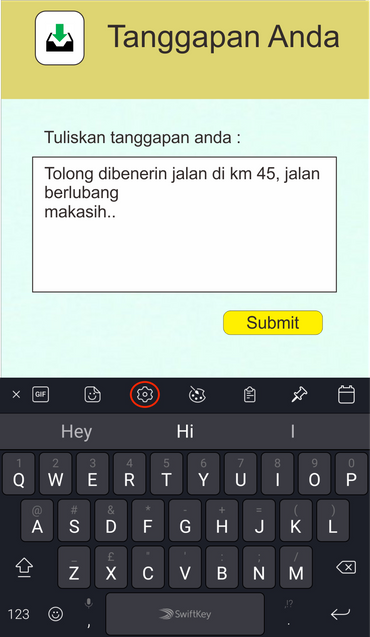 Tanggapan Anda
Tuliskan tanggapan anda :
Tolong dibenerin jalan di km 45, jalan
berlubang
makasih..
Submit
GIF
Hey Hi I
1 2 3 4 5 6 7 8 9 0
Q W E R T Y U I O P
@ # & * - + = ( )
A S D F G H J K L
_ £ " ' : ; /
Z X C V B N M
123 , SwiftKey ,!? .